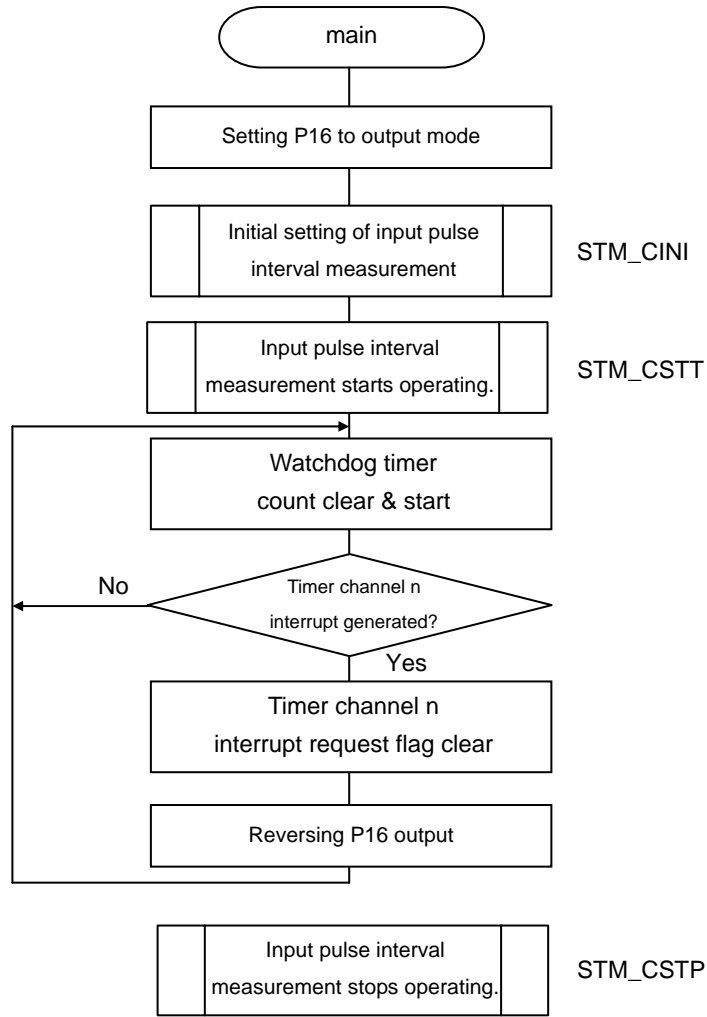 main
Setting P16 to output mode
Initial setting of input pulse
interval measurement
STM_CINI
Input pulse interval
measurement starts operating.
STM_CSTT
Watchdog timer
count clear & start
No
Timer channel n
interrupt generated?
Yes
Timer channel n
interrupt request flag clear
Reversing P16 output
Input pulse interval
measurement stops operating.
STM_CSTP